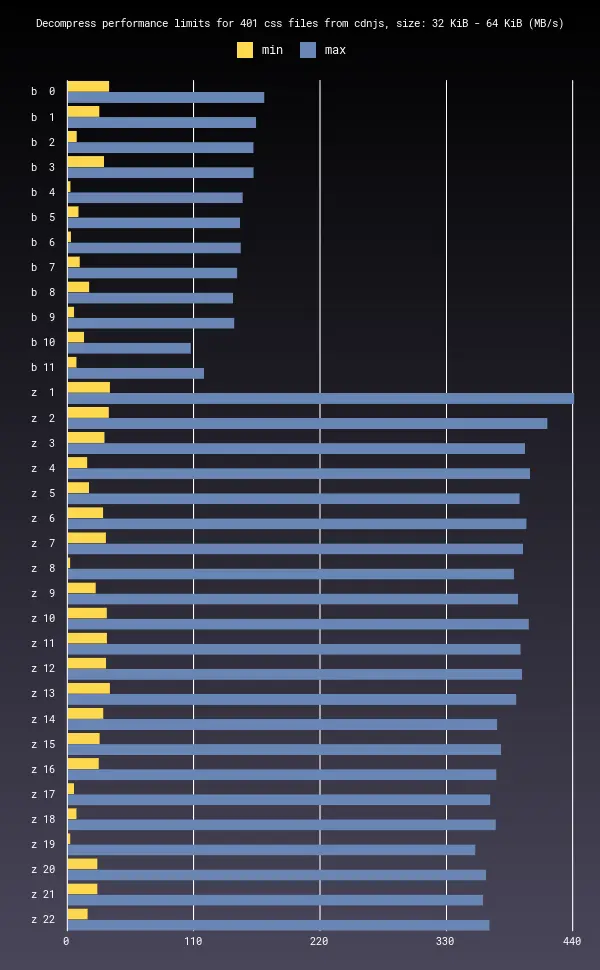 Decompress performance limits for 401 css files from cdnjs, size: 32 KiB - 64 KiB (MB/s)
min max
b 0
b 1
b 2
b 3
b 4
b 5
b 6
b 7
b 8
b 9
b 10
b 11
z 1
z 2
z 3
z 4
z 5
z 6
z 7
z 8
z 9
z 10
z 11
z 12
z 13
z 14
z 15
z 16
z 17
z 18
z 19
z 20
z 21
z 22
0 110 220 330 440